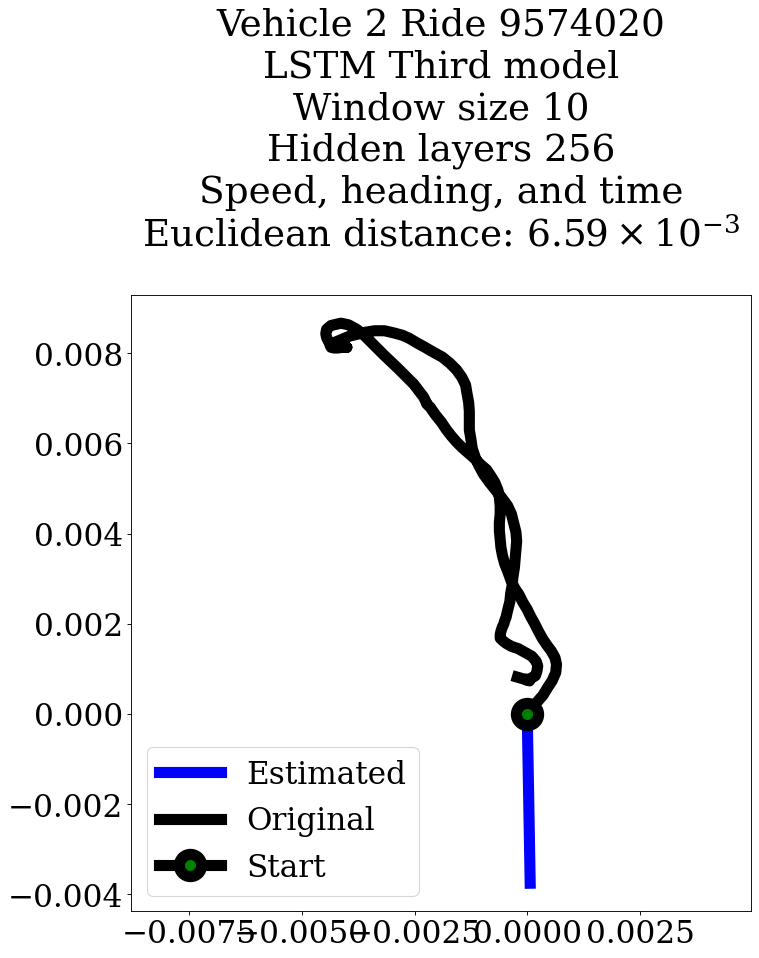 Vehicle 2 Ride 9574020
LSTM Third model
Window size 10
Hidden layers 256
Speed, heading, and time
Euclidean distance: 6.59 × 10⁻³
0.008
0.006
0.004
0.002
0.000
−0.002
−0.004
Estimated
Original
Start
−0.0075 −0.0050 −0.0025 0.0000 0.0025